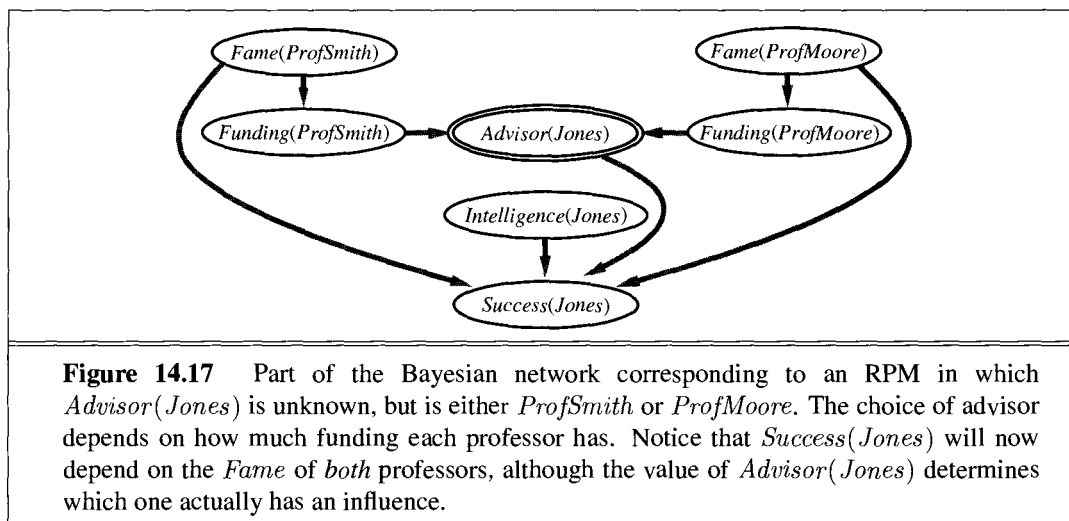 Fame(ProfSmith) Fame(ProfMoore)
Funding(ProfSmith) Advisor(Jones) Funding(ProfMoore)
Intelligence(Jones)
Success(Jones)
Figure 14.17 Part of the Bayesian network corresponding to an RPM in which
Advisor(Jones) is unknown, but is either ProfSmith or ProfMoore. The choice of advisor
depends on how much funding each professor has. Notice that Success(Jones) will now
depend on the Fame of both professors, although the value of Advisor(Jones) determines
which one actually has an influence.